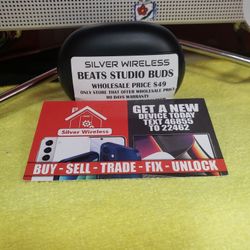 SILVER WIRELESS
BEATS STUDIO BUDS
WHOLESALE PRICE $49
ONLY STORE THAT OFFER WHOLESALE PRICE
90 DAYS WARRANTY
Silver Wireless
GET A NEW
DEVICE TODAY
TEXT 46855
TO 22462
BUY - SELL - TRADE - FIX - UNLOCK